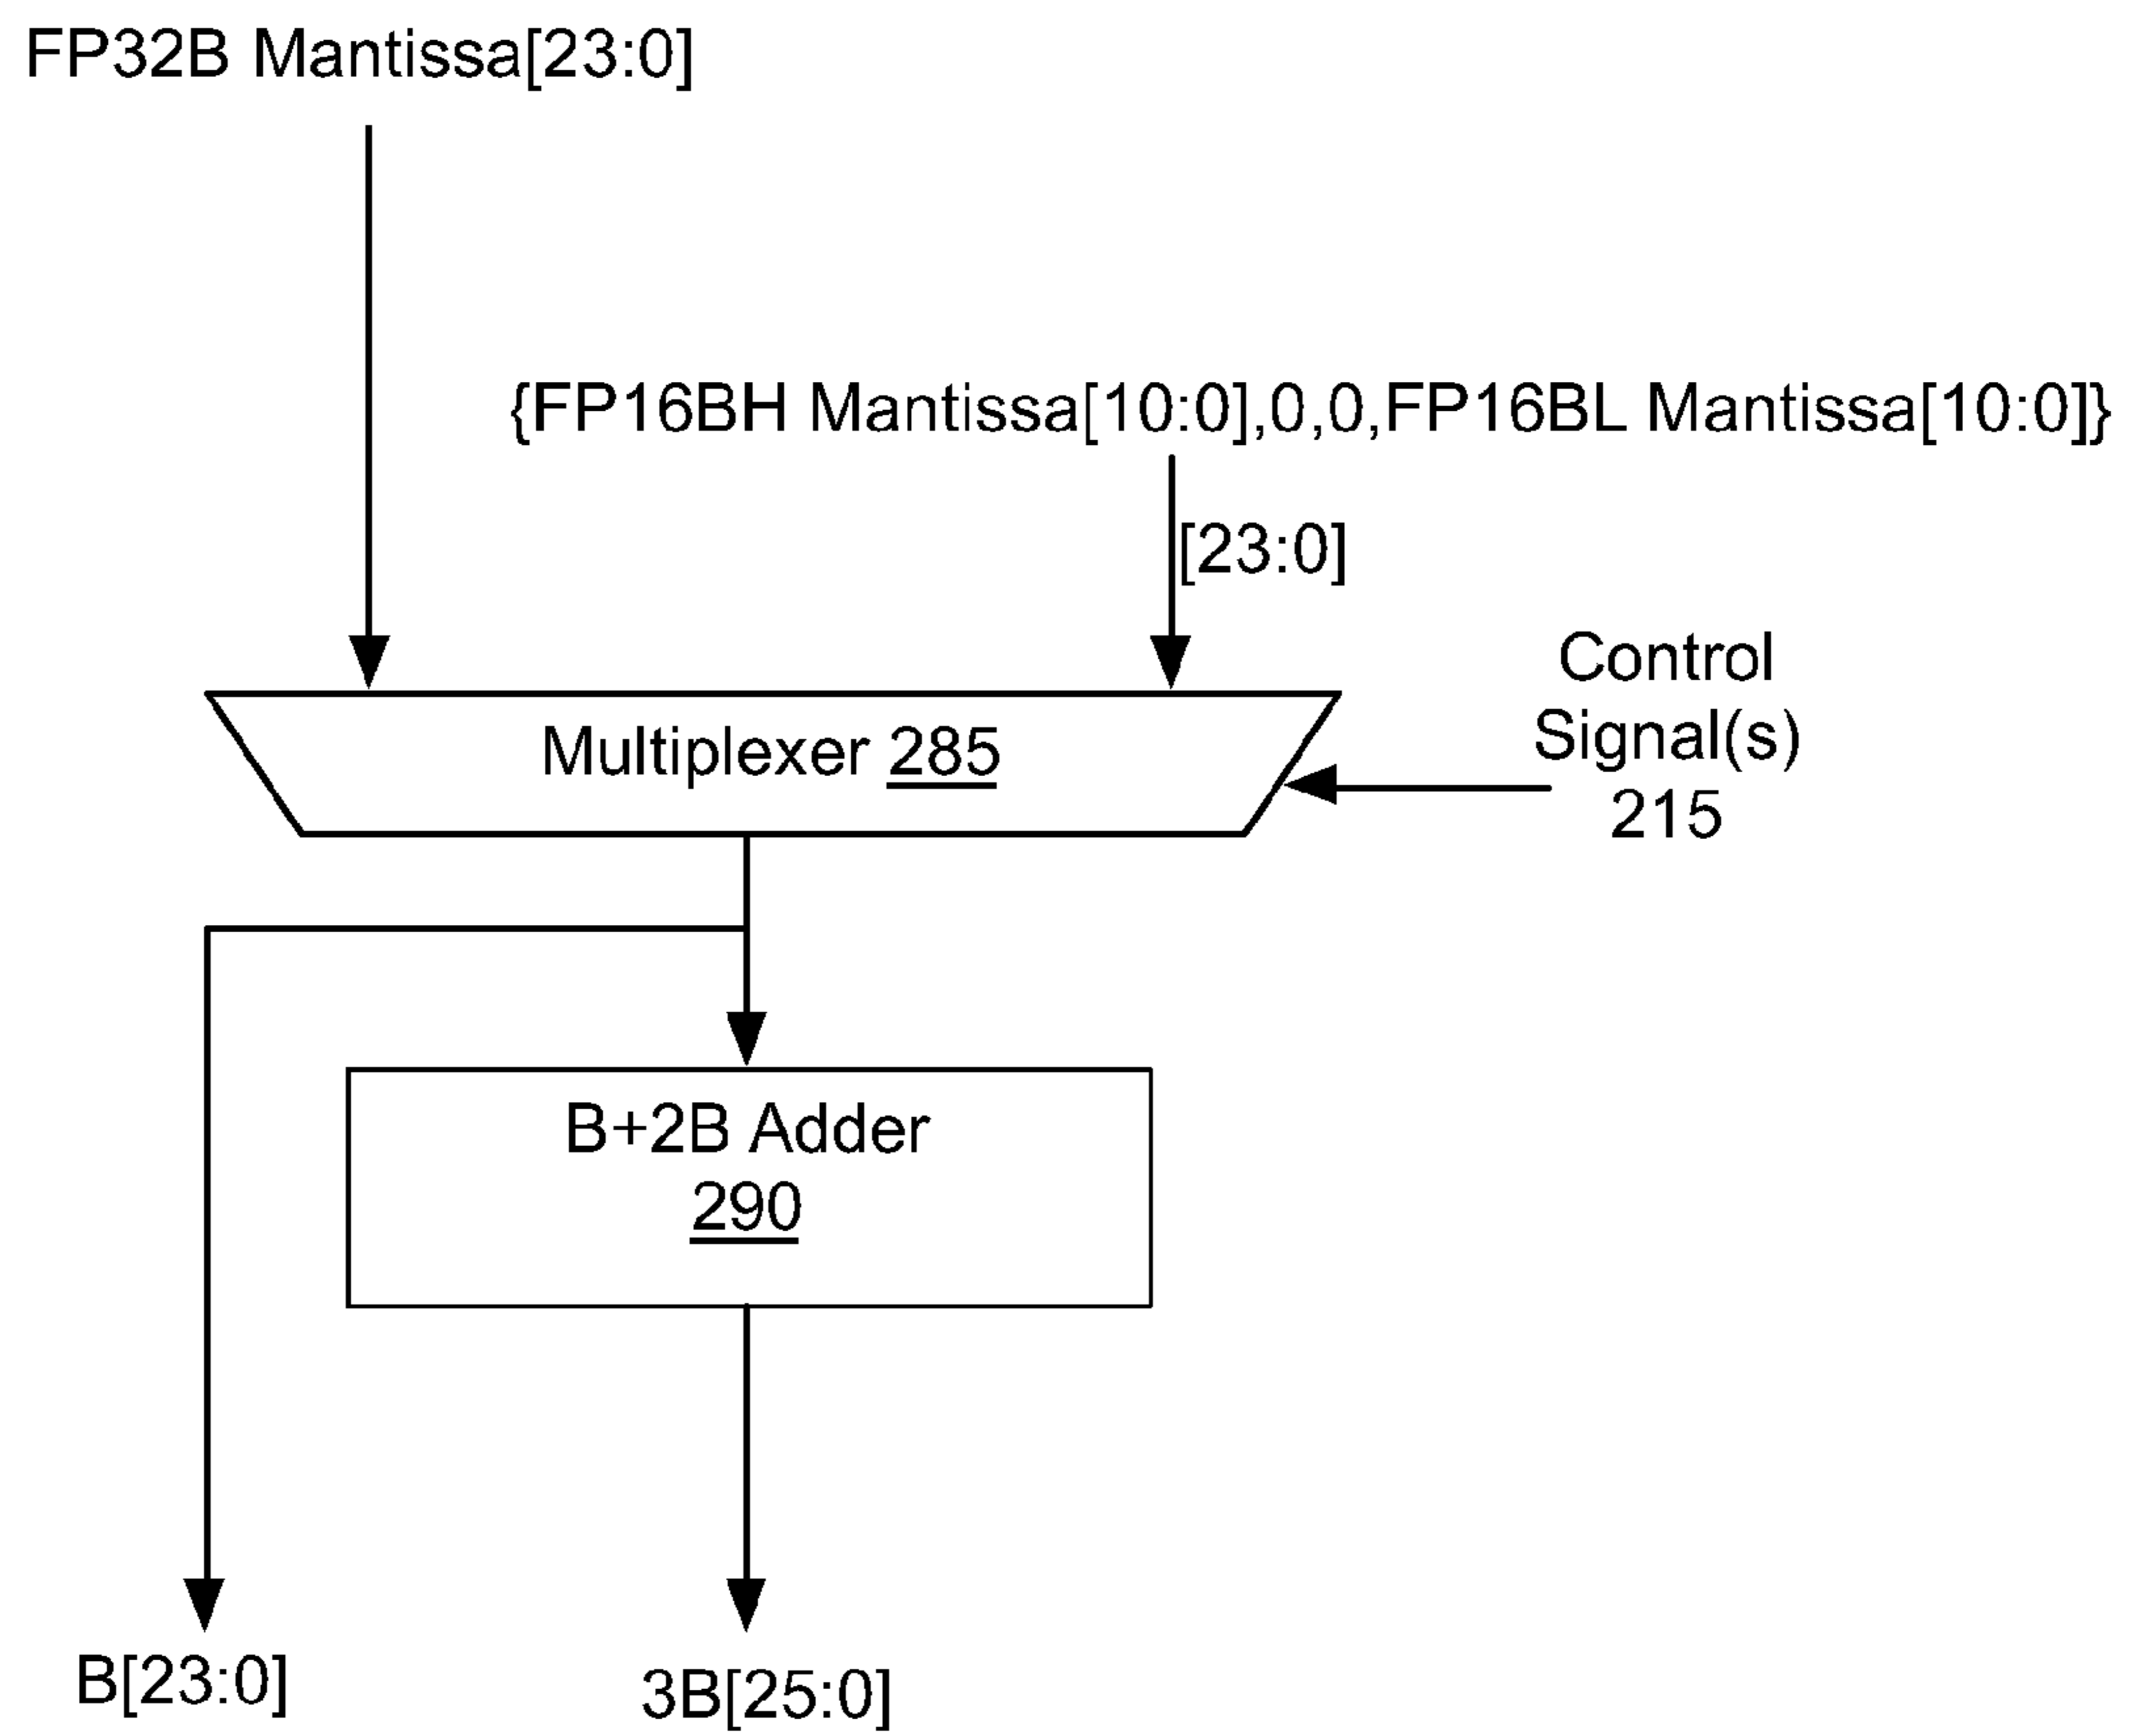 FP32B Mantissa[23:0]
{FP16BH Mantissa[10:0],0,0,FP16BL Mantissa[10:0]}
[23:0]
Control
Signal(s)
215
Multiplexer 285
B+2B Adder
290
B[23:0]
3B[25:0]